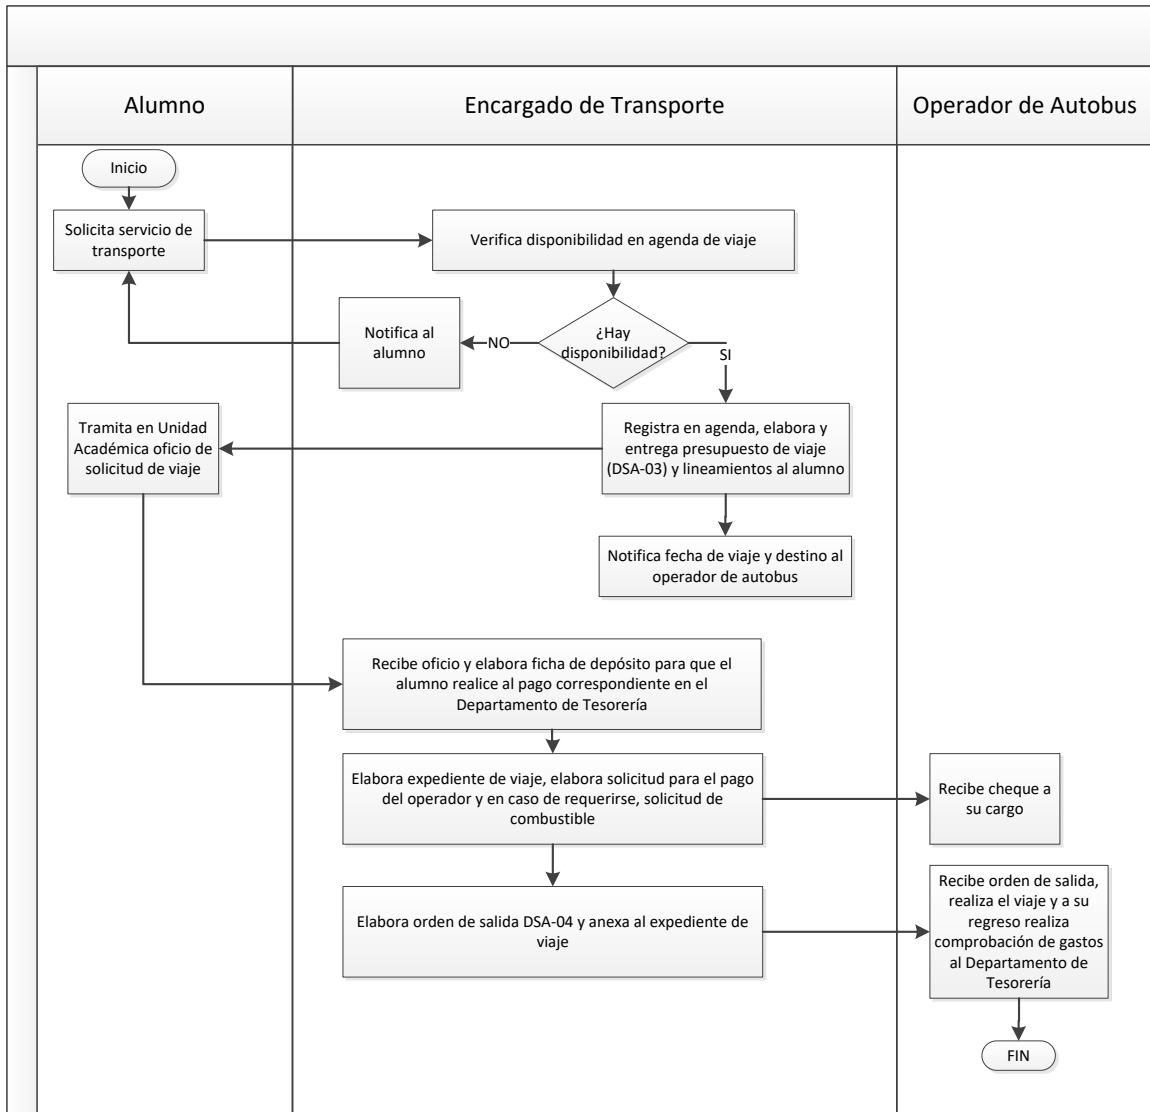 Alumno
Encargado de Transporte
Operador de Autobus
Inicio
Solicita servicio de
transporte
Verifica disponibilidad en agenda de viaje
¿Hay
disponibilidad?
NO
SI
Notifica al
alumno
Registra en agenda, elabora y
entrega presupuesto de viaje
(DSA-03) y lineamientos al alumno
Tramita en Unidad
Académica oficio de
solicitud de viaje
Notifica fecha de viaje y destino al
operador de autobus
Recibe oficio y elabora ficha de depósito para que el
alumno realice al pago correspondiente en el
Departamento de Tesorería
Elabora expediente de viaje, elabora solicitud para el pago
del operador y en caso de requerirse, solicitud de
combustible
Recibe cheque a
su cargo
Elabora orden de salida DSA-04 y anexa al expediente de
viaje
Recibe orden de salida,
realiza el viaje y a su
regreso realiza
comprobación de gastos
al Departamento de
Tesorería
FIN